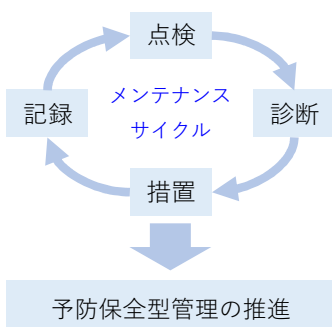 点検
メンテナンス
サイクル
記録
診断
措置
予防保全型管理の推進